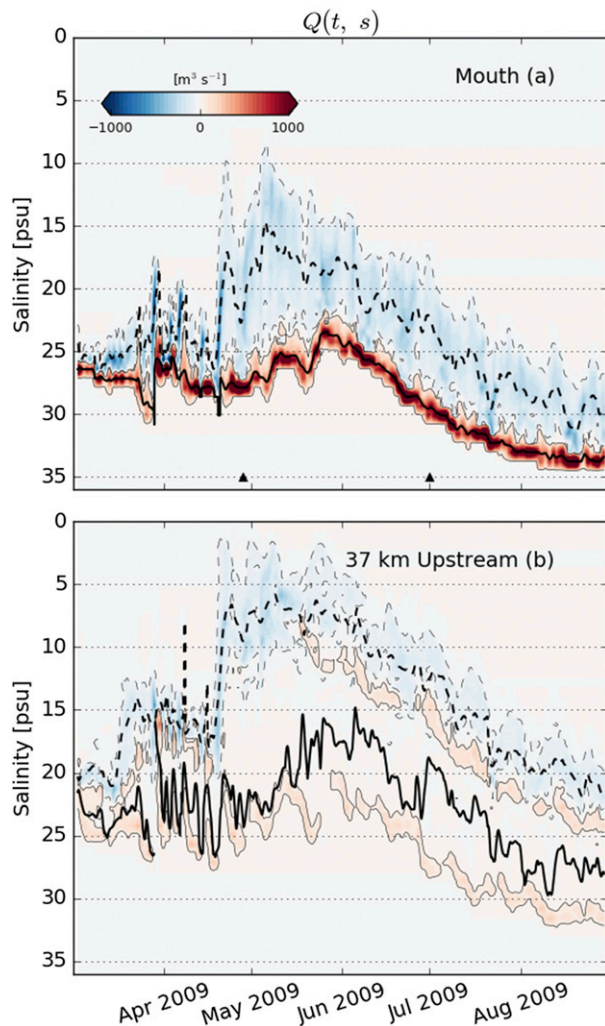 Q(t, s)
0
[m³ s⁻¹]
Mouth (a)
−1000 0 1000
5
10
15
20
25
30
35
Salinity [psu]
0
37 km Upstream (b)
5
10
15
20
25
30
35
Salinity [psu]
Apr 2009 May 2009 Jun 2009 Jul 2009 Aug 2009